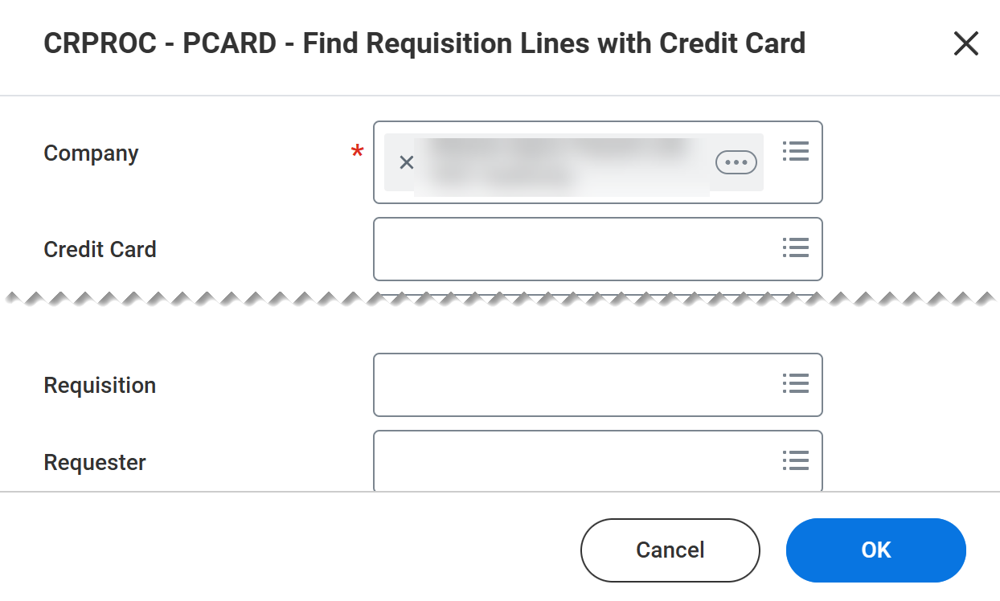 CRPROC - PCARD - Find Requisition Lines with Credit Card
Company *
Credit Card
Requisition
Requester
Cancel
OK